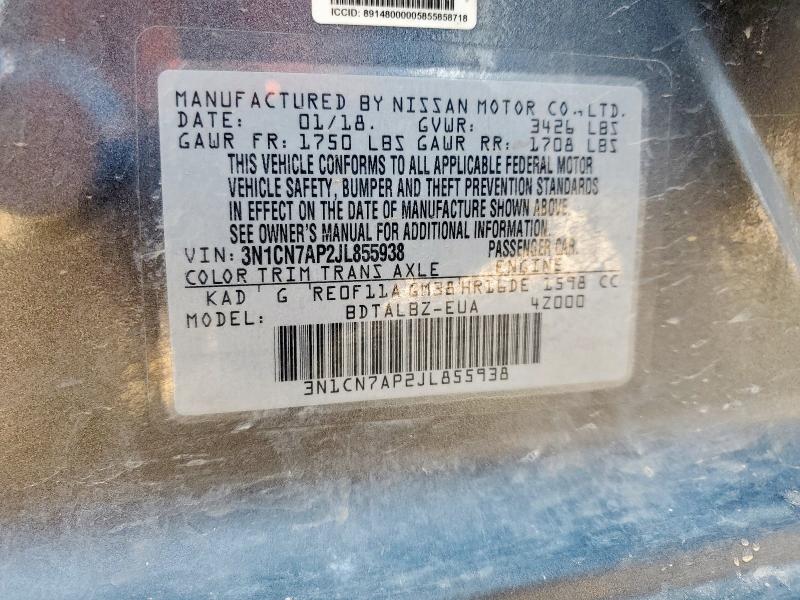 ICCID: 89148000005855858718
MANUFACTURED BY NISSAN MOTOR CO.,LTD.
DATE: 01/18. GVWR: 3426 LBS
GAWR FR: 1750 LBS GAWR RR: 1708 LBS
THIS VEHICLE CONFORMS TO ALL APPLICABLE FEDERAL MOTOR
VEHICLE SAFETY, BUMPER AND THEFT PREVENTION STANDARDS
IN EFFECT ON THE DATE OF MANUFACTURE SHOWN ABOVE.
SEE OWNER'S MANUAL FOR ADDITIONAL INFORMATION.
VIN: 3N1CN7AP2JL855938 PASSENGER CAR
COLOR TRIM TRANS AXLE ENGINE
KAD G RE0F11A GM38 HR16DE 1598 CC
MODEL: BDTALBZ-EUA 4Z000
3N1CN7AP2JL855938